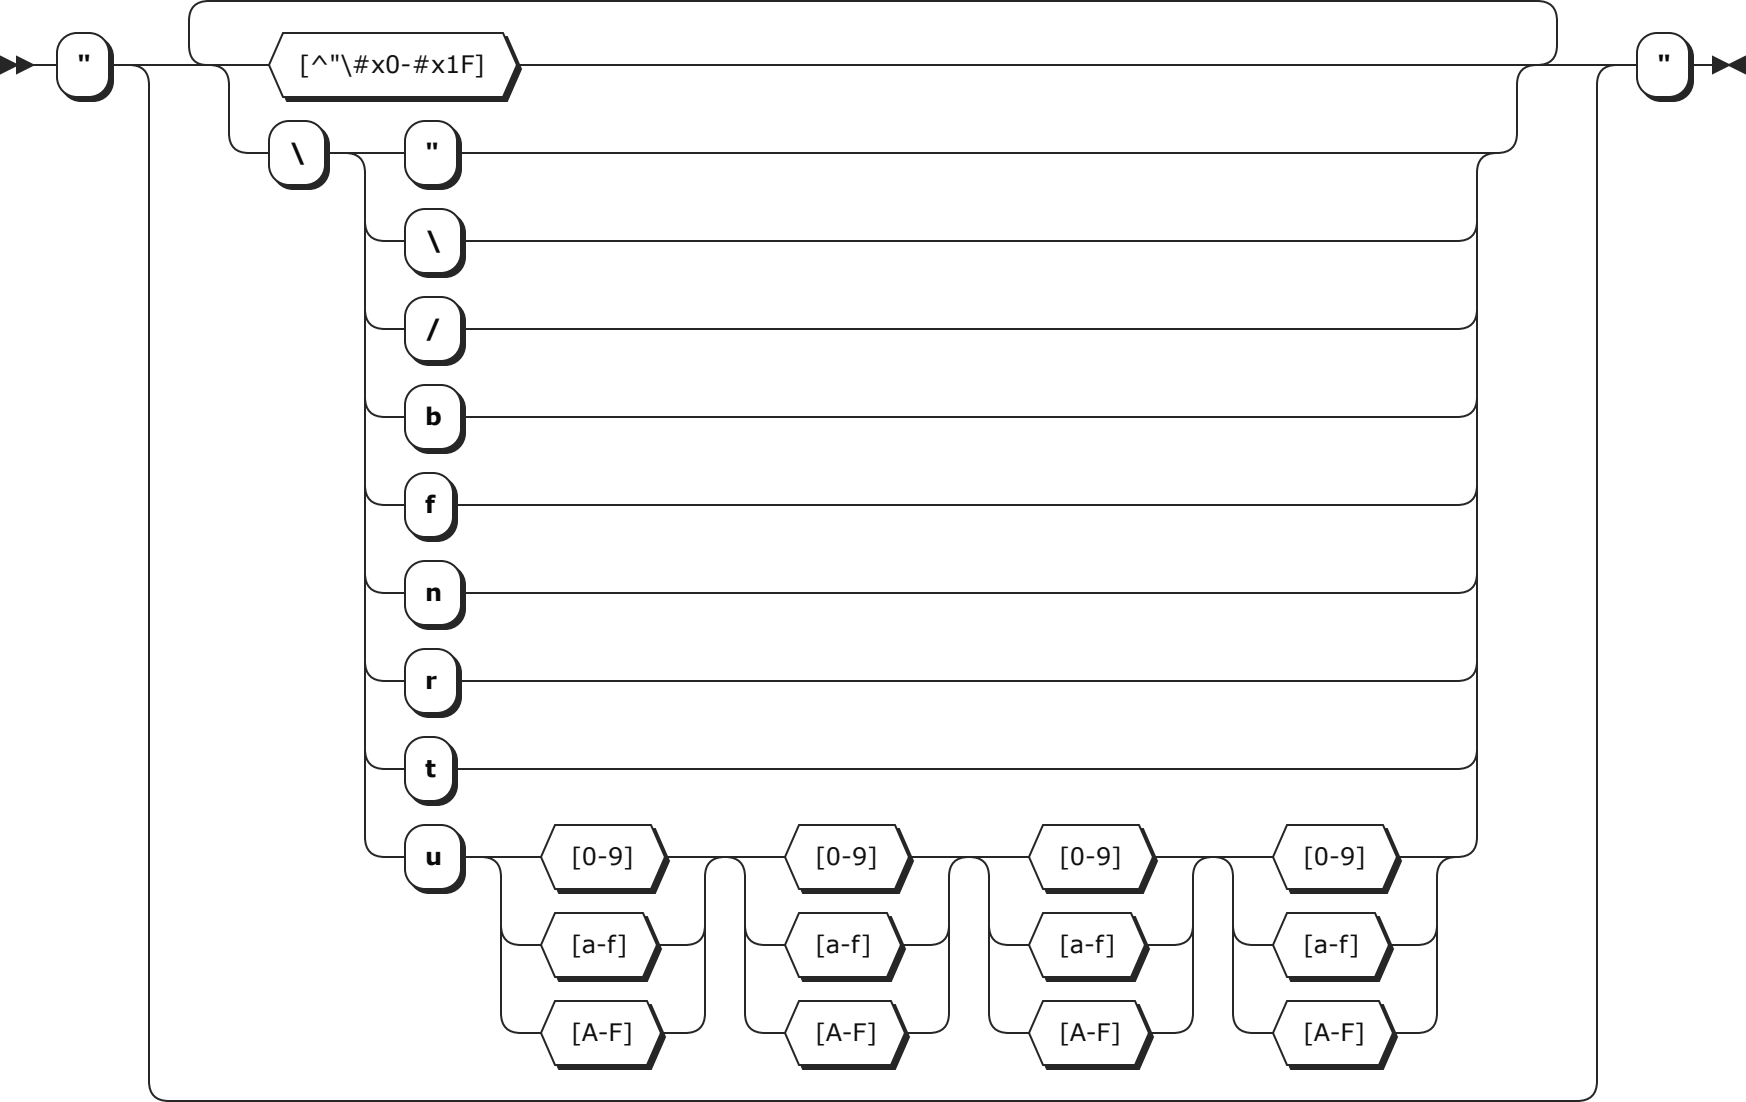 " [^"\#x0-#x1F] "
\ "
\
/
b
f
n
r
t
u [0-9] [0-9] [0-9] [0-9]
[a-f] [a-f] [a-f] [a-f]
[A-F] [A-F] [A-F] [A-F]